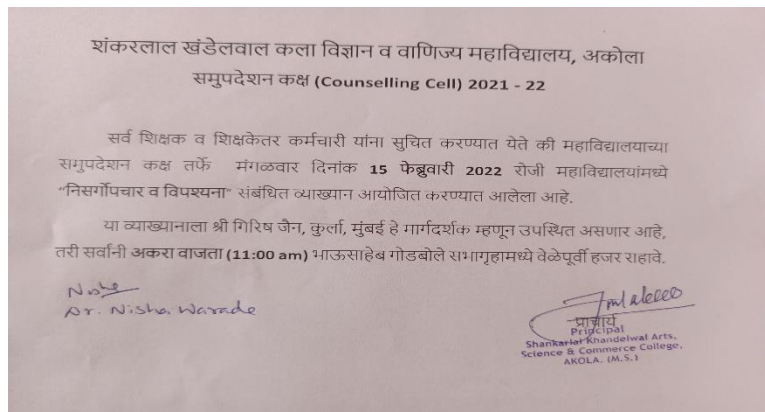 शंकरलाल खंडेलवाल कला विज्ञान व वाणिज्य महाविद्यालय, अकोला
समुपदेशन कक्ष (Counselling Cell) 2021 - 22
सर्व शिक्षक व शिक्षकेतर कर्मचारी यांना सुचित करण्यात येते की महाविद्यालयाच्या
समुपदेशन कक्ष तर्फे मंगळवार दिनांक 15 फेब्रुवारी 2022 रोजी महाविद्यालयांमध्ये
“निसर्गोपचार व विपश्यना” संबंधित व्याख्यान आयोजित करण्यात आलेला आहे.
या व्याख्यानाला श्री गिरिष जैन, कुर्ला, मुंबई हे मार्गदर्शक म्हणून उपस्थित असणार आहे,
तरी सर्वांनी अकरा वाजता (11:00 am) भाऊसाहेब गोडबोले सभागृहामध्ये वेळेपूर्वी हजर राहावे.
Dr. Nisha Warade
प्राचार्य
Principal
Shankarlal Khandelwal Arts,
Science & Commerce College,
AKOLA. (M.S.)